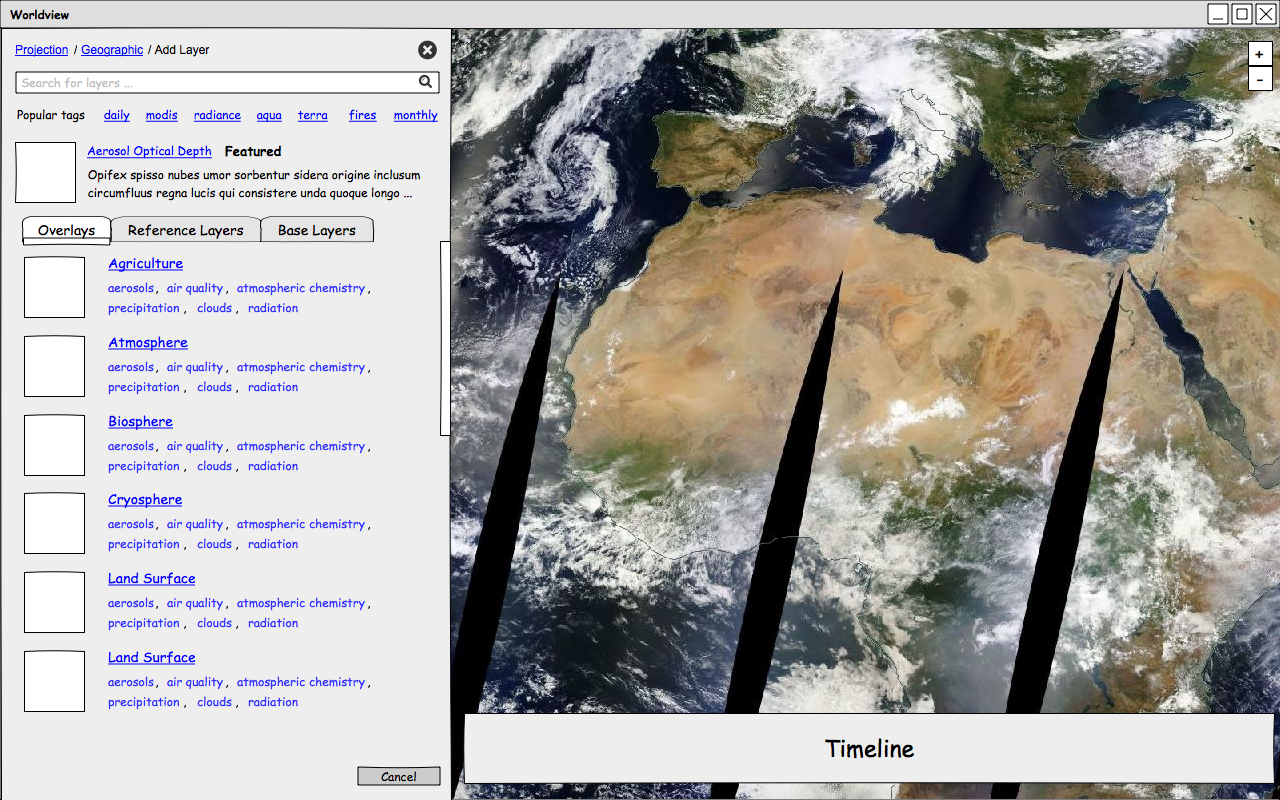 Worldview
Projection / Geographic / Add Layer
Search for layers ...
Popular tags daily modis radiance aqua terra fires monthly
Aerosol Optical Depth Featured
Opifex spisso nubes umor sorbentur sidera origine inclusum
circumfluus regna lucis qui consistere unda quoque longo ...
Overlays Reference Layers Base Layers
Agriculture
aerosols, air quality, atmospheric chemistry,
precipitation, clouds, radiation
Atmosphere
aerosols, air quality, atmospheric chemistry,
precipitation, clouds, radiation
Biosphere
aerosols, air quality, atmospheric chemistry,
precipitation, clouds, radiation
Cryosphere
aerosols, air quality, atmospheric chemistry,
precipitation, clouds, radiation
Land Surface
aerosols, air quality, atmospheric chemistry,
precipitation, clouds, radiation
Land Surface
aerosols, air quality, atmospheric chemistry,
precipitation, clouds, radiation
Cancel
+
-
Timeline